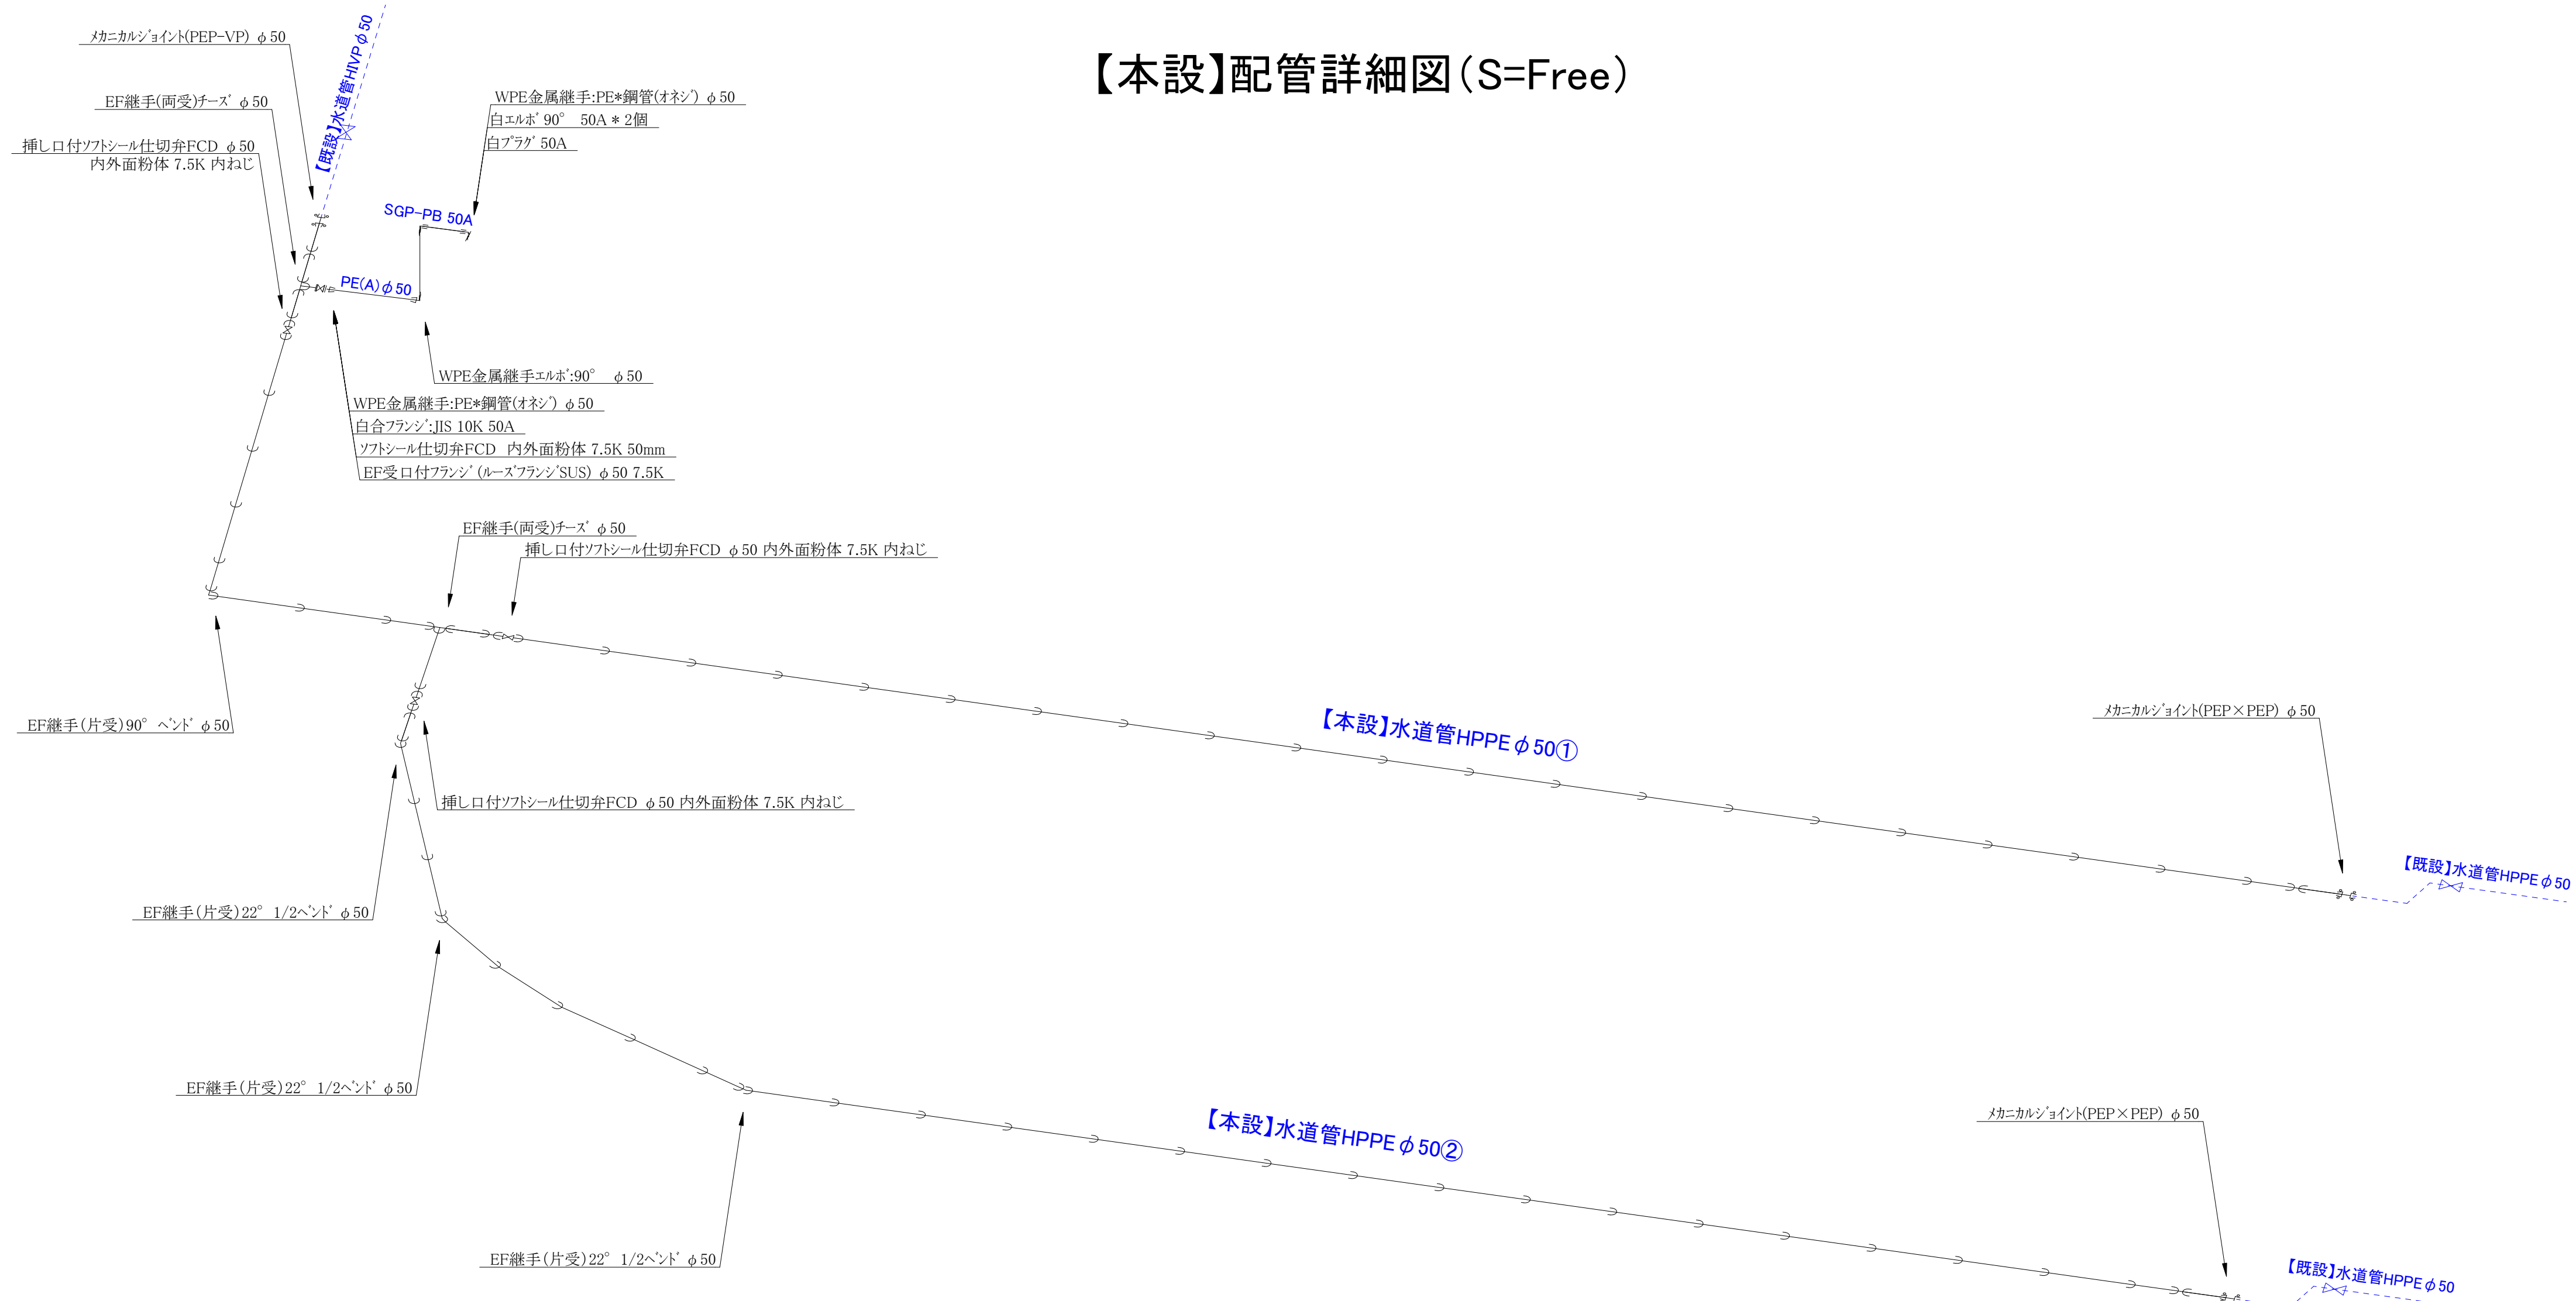 【本設】配管詳細図(S=Free)
メカニカルジョイント(PEP-VP) φ50
【既設】水道管HIVPφ50
EF継手(両受)チーズ φ50
挿し口付ソフトシール仕切弁FCD φ50
内外面粉体 7.5K 内ねじ
WPE金属継手:PE*鋼管(オネジ) φ50
白エルボ 90° 50A * 2個
白プラグ 50A
SGP-PB 50A
PE(A)φ50
WPE金属継手エルボ:90° φ50
WPE金属継手:PE*鋼管(オネジ) φ50
白合フランジ:JIS 10K 50A
ソフトシール仕切弁FCD 内外面粉体 7.5K 50mm
EF受口付フランジ (ルーズフランジSUS) φ50 7.5K
EF継手(両受)チーズ φ50
挿し口付ソフトシール仕切弁FCD φ50 内外面粉体 7.5K 内ねじ
EF継手(片受)90° ベンド φ50
【本設】水道管HPPEφ50①
メカニカルジョイント(PEP×PEP) φ50
挿し口付ソフトシール仕切弁FCD φ50 内外面粉体 7.5K 内ねじ
【既設】水道管HPPEφ50
EF継手(片受)22° 1/2ベンド φ50
EF継手(片受)22° 1/2ベンド φ50
【本設】水道管HPPEφ50②
メカニカルジョイント(PEP×PEP) φ50
EF継手(片受)22° 1/2ベンド φ50
【既設】水道管HPPEφ50